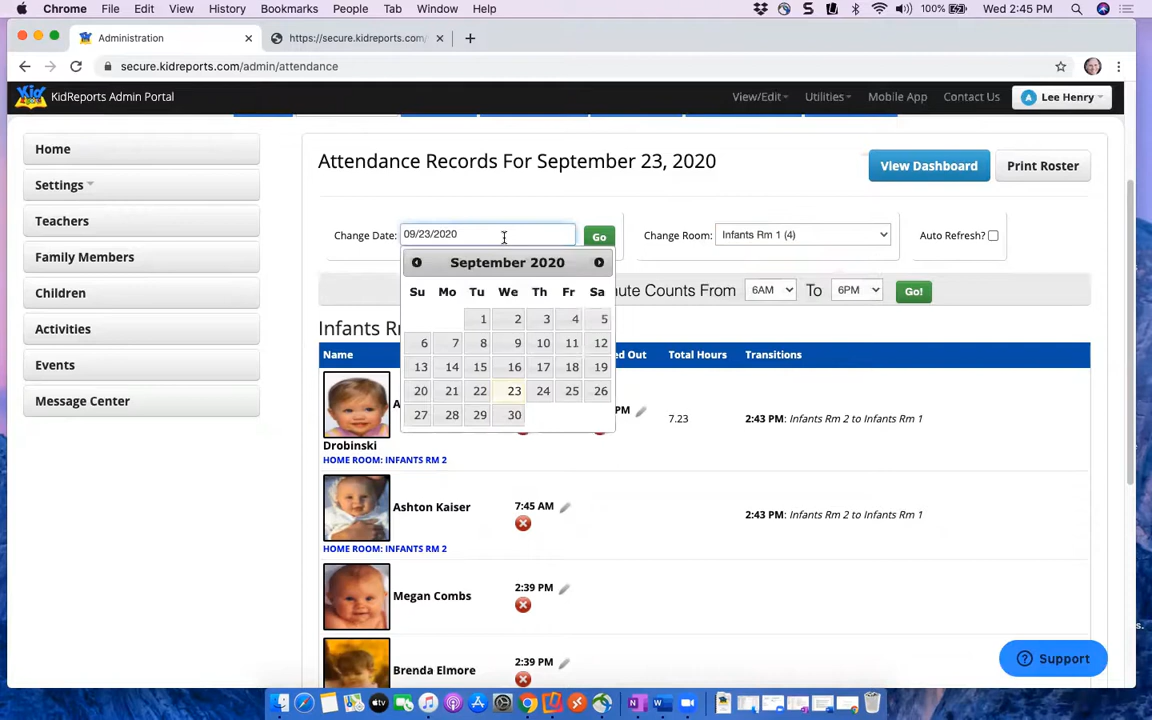 Chrome File Edit View History Bookmarks People Tab Window Help 100% Wed 2:45 PM
Administration https://secure.kidreports.com/
secure.kidreports.com/admin/attendance
KidReports Admin Portal View/Edit Utilities Mobile App Contact Us A Lee Henry
Home
Settings
Teachers
Family Members
Children
Activities
Events
Message Center
Attendance Records For September 23, 2020 View Dashboard Print Roster
Change Date: 09/23/2020 Go Change Room: Infants Rm 1 (4) Auto Refresh?
September 2020
Su Mo Tu We Th Fr Sa
1 2 3 4 5
6 7 8 9 10 11 12
13 14 15 16 17 18 19
20 21 22 23 24 25 26
27 28 29 30
ute Counts From 6AM To 6PM Go!
Infants R
Name ed Out Total Hours Transitions
A PM 7.23 2:43 PM: Infants Rm 2 to Infants Rm 1
Drobinski
HOME ROOM: INFANTS RM 2
Ashton Kaiser 7:45 AM 2:43 PM: Infants Rm 2 to Infants Rm 1
HOME ROOM: INFANTS RM 2
Megan Combs 2:39 PM
Brenda Elmore 2:39 PM
Support